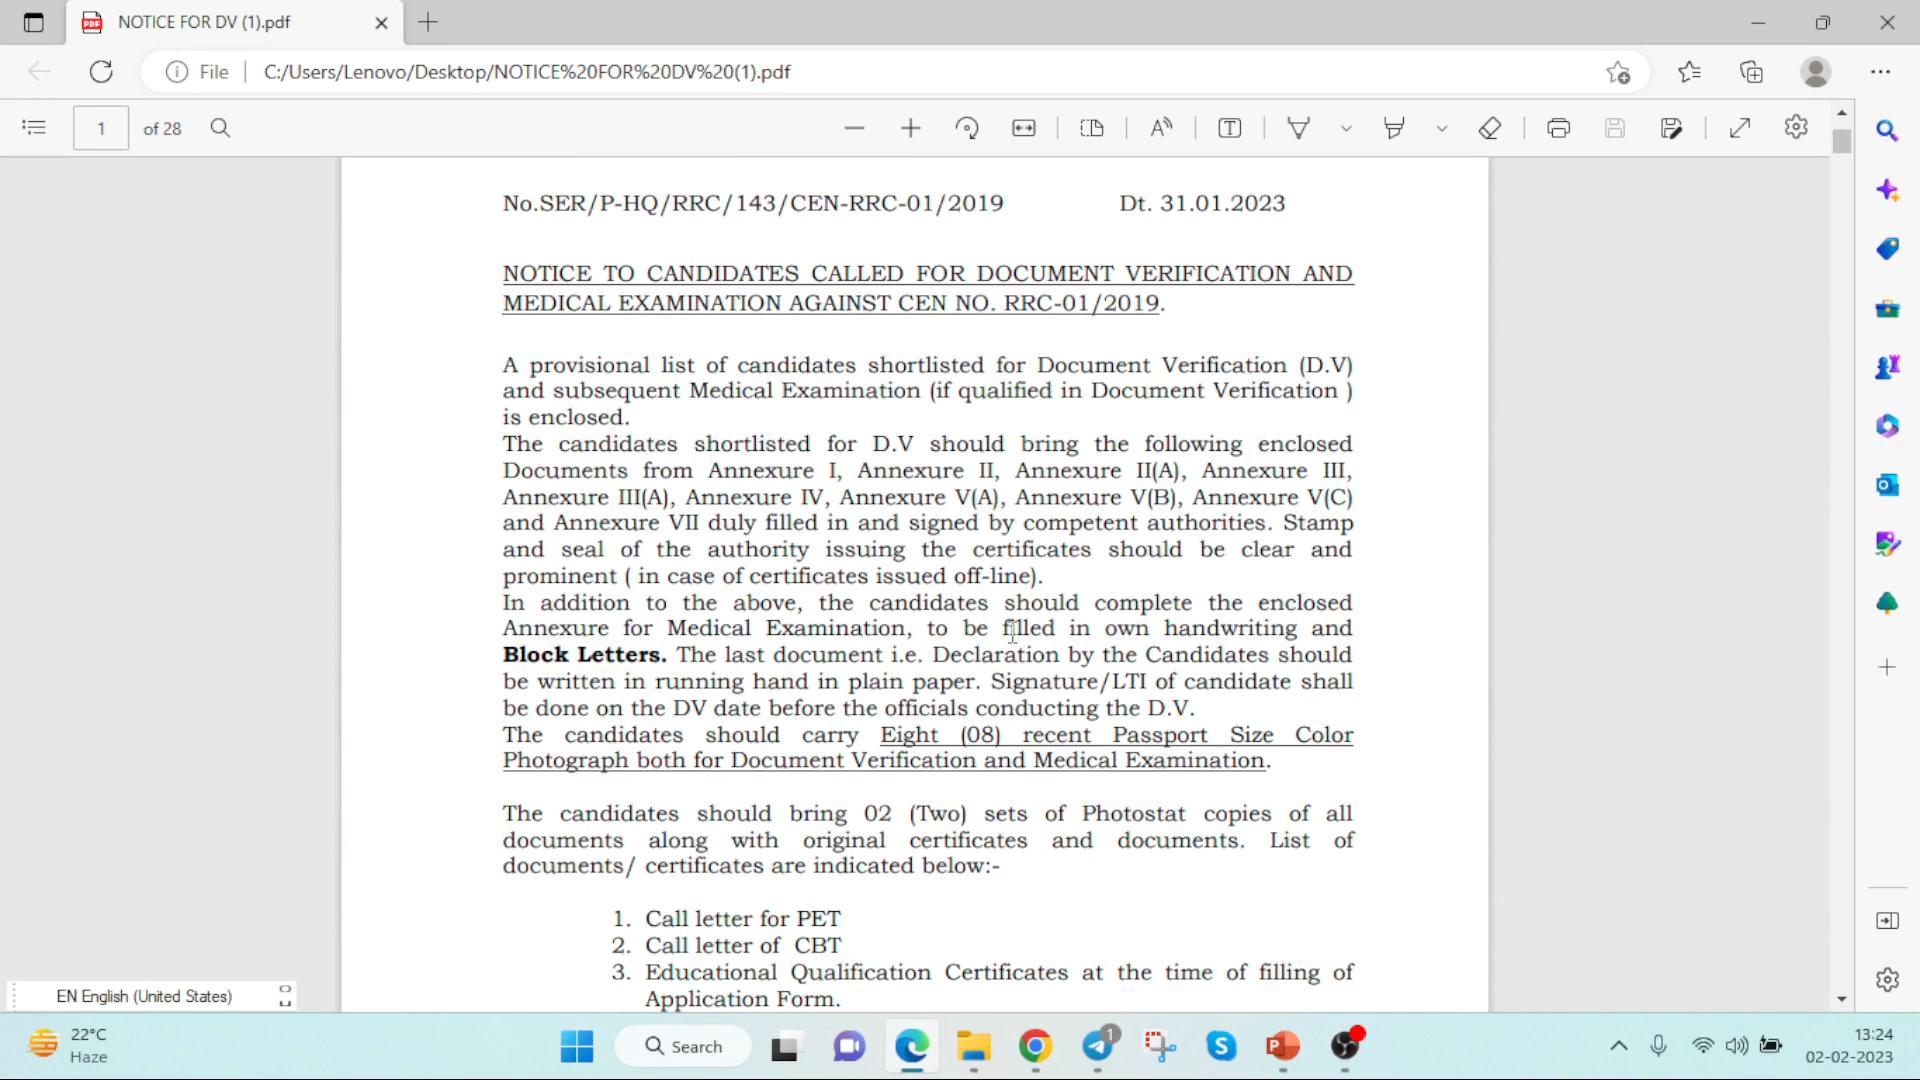 NOTICE FOR DV (1).pdf
File
C:/Users/Lenovo/Desktop/NOTICE%20FOR%20DV%20(1).pdf
1
of 28
No.SER/P-HQ/RRC/143/CEN-RRC-01/2019 Dt. 31.01.2023
NOTICE TO CANDIDATES CALLED FOR DOCUMENT VERIFICATION AND
MEDICAL EXAMINATION AGAINST CEN NO. RRC-01/2019.
A provisional list of candidates shortlisted for Document Verification (D.V)
and subsequent Medical Examination (if qualified in Document Verification )
is enclosed.
The candidates shortlisted for D.V should bring the following enclosed
Documents from Annexure I, Annexure II, Annexure II(A), Annexure III,
Annexure III(A), Annexure IV, Annexure V(A), Annexure V(B), Annexure V(C)
and Annexure VII duly filled in and signed by competent authorities. Stamp
and seal of the authority issuing the certificates should be clear and
prominent ( in case of certificates issued off-line).
In addition to the above, the candidates should complete the enclosed
Annexure for Medical Examination, to be filled in own handwriting and
Block Letters. The last document i.e. Declaration by the Candidates should
be written in running hand in plain paper. Signature/LTI of candidate shall
be done on the DV date before the officials conducting the D.V.
The candidates should carry Eight (08) recent Passport Size Color
Photograph both for Document Verification and Medical Examination.
The candidates should bring 02 (Two) sets of Photostat copies of all
documents along with original certificates and documents. List of
documents/ certificates are indicated below:-
1. Call letter for PET
2. Call letter of CBT
3. Educational Qualification Certificates at the time of filling of
Application Form.
EN English (United States)
22°C
Haze
Search
1
13:24
02-02-2023